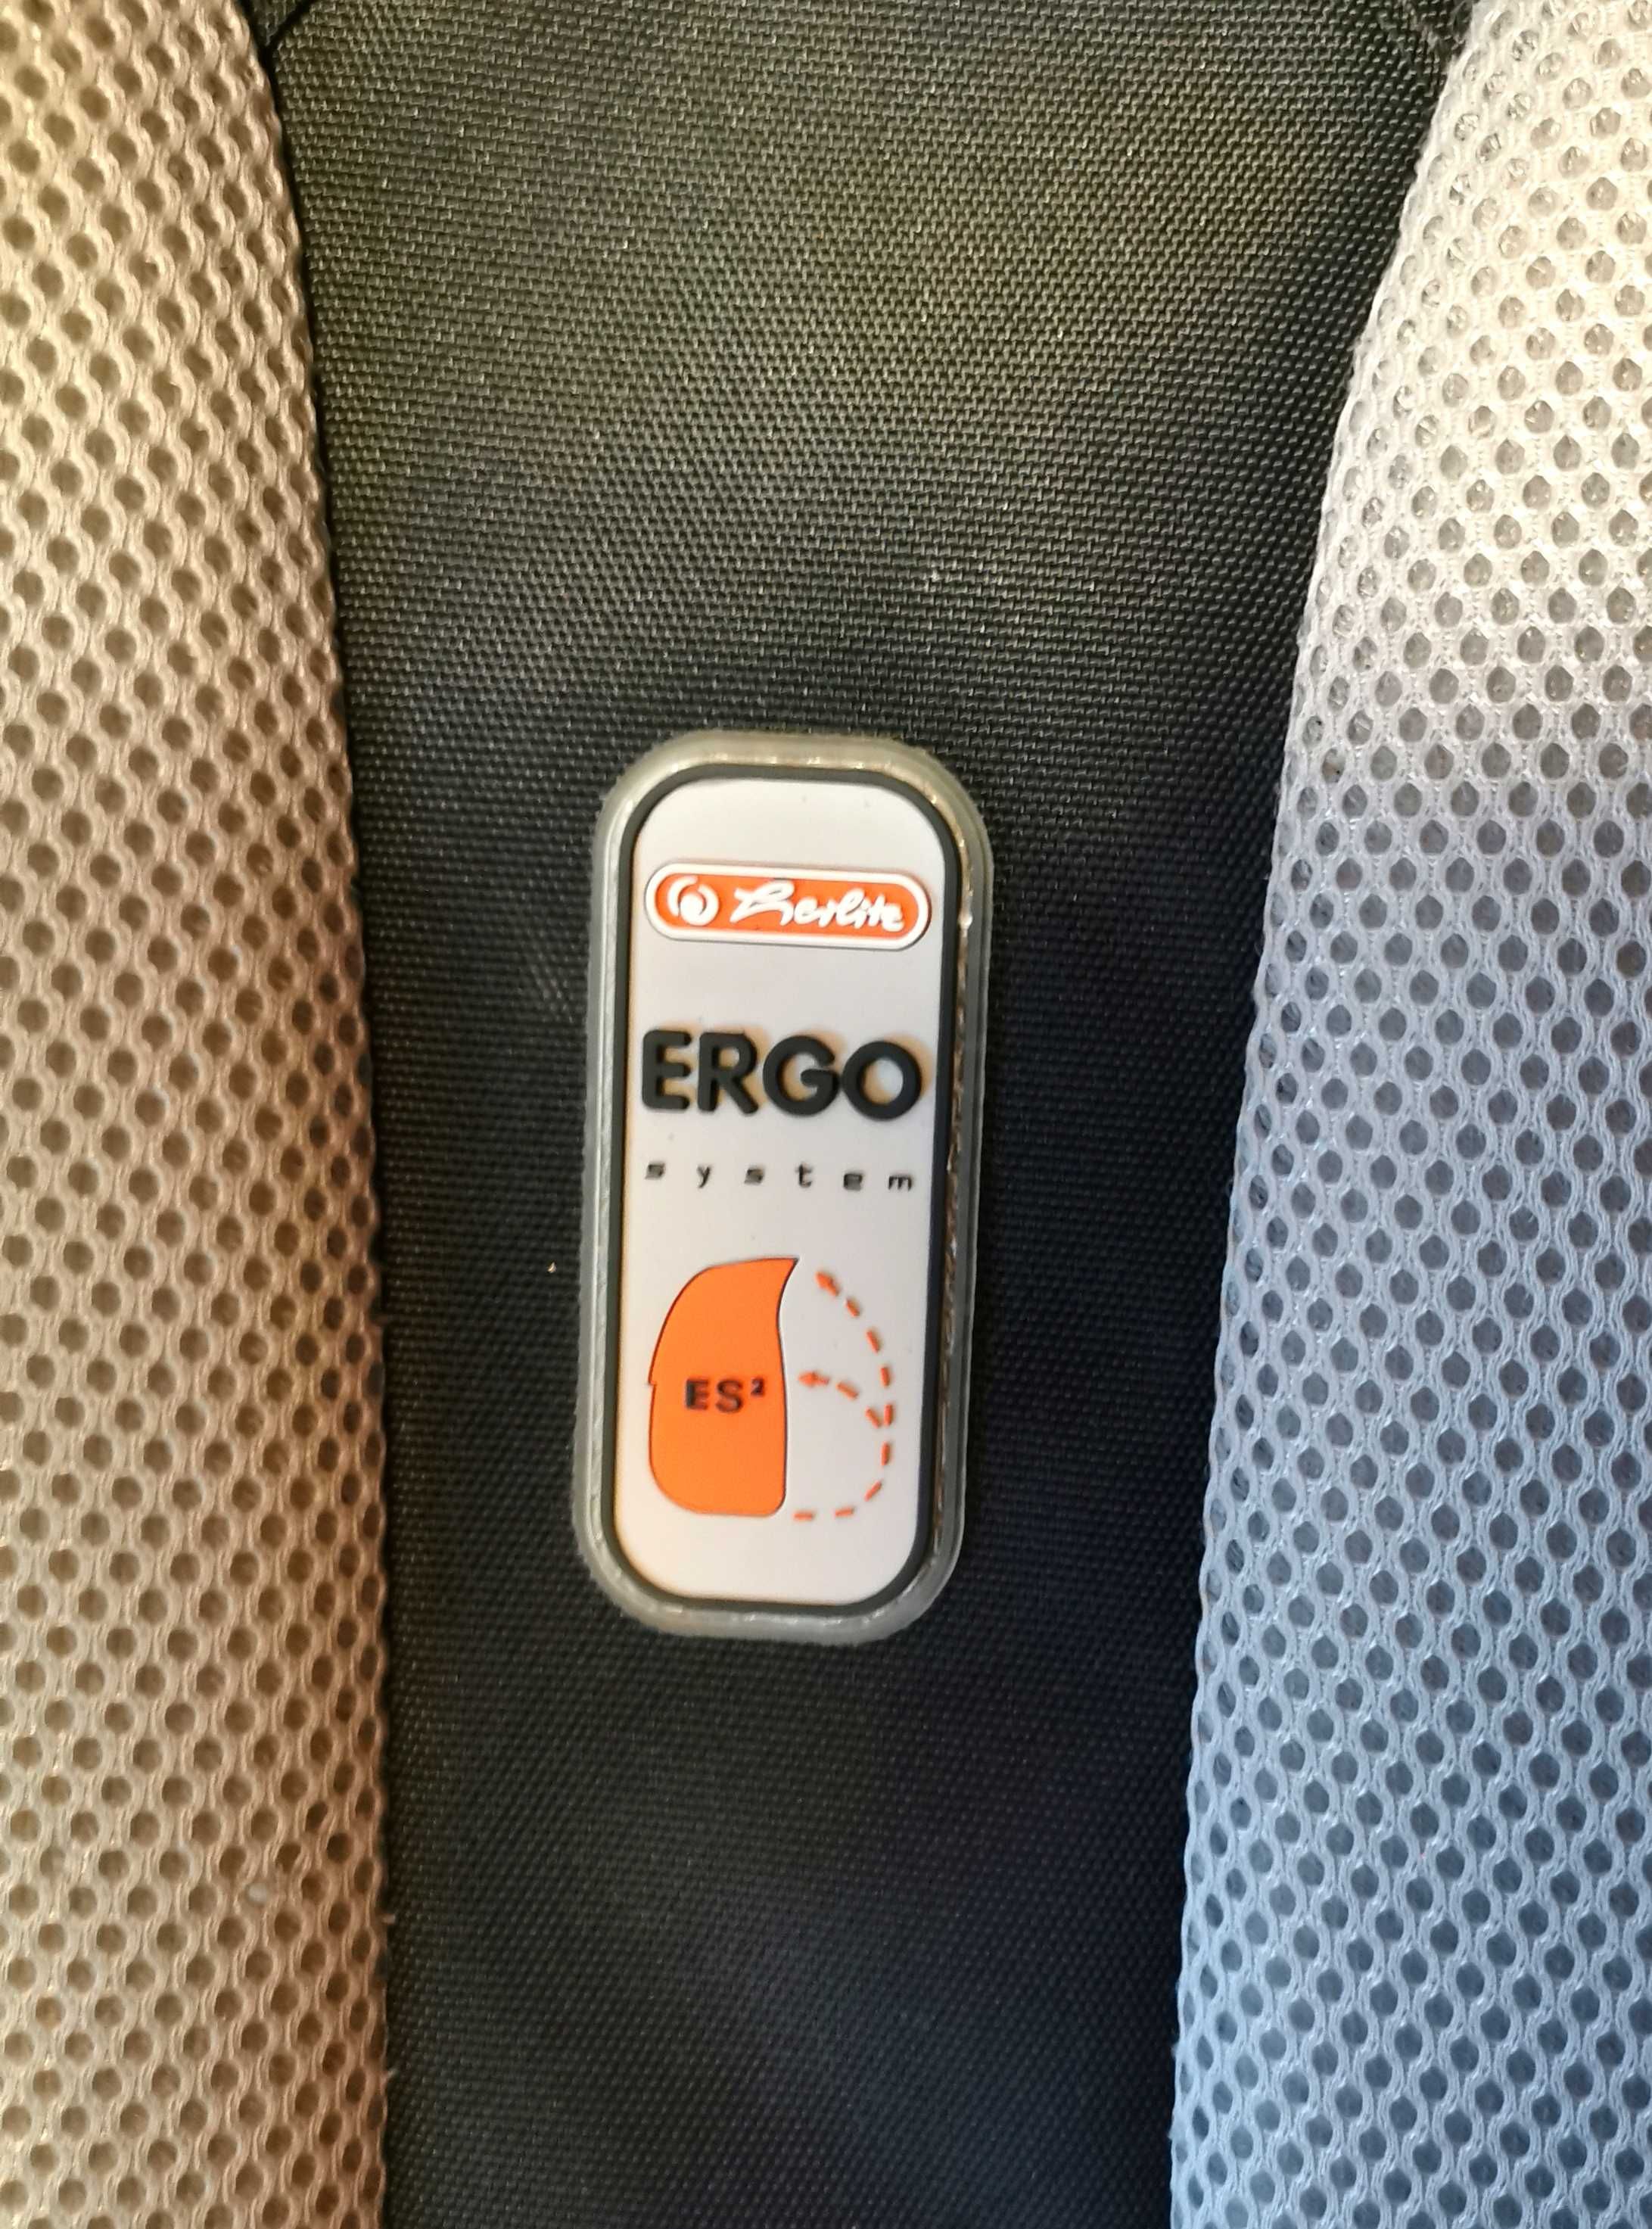 Herlitz
ERGO
system
ES²